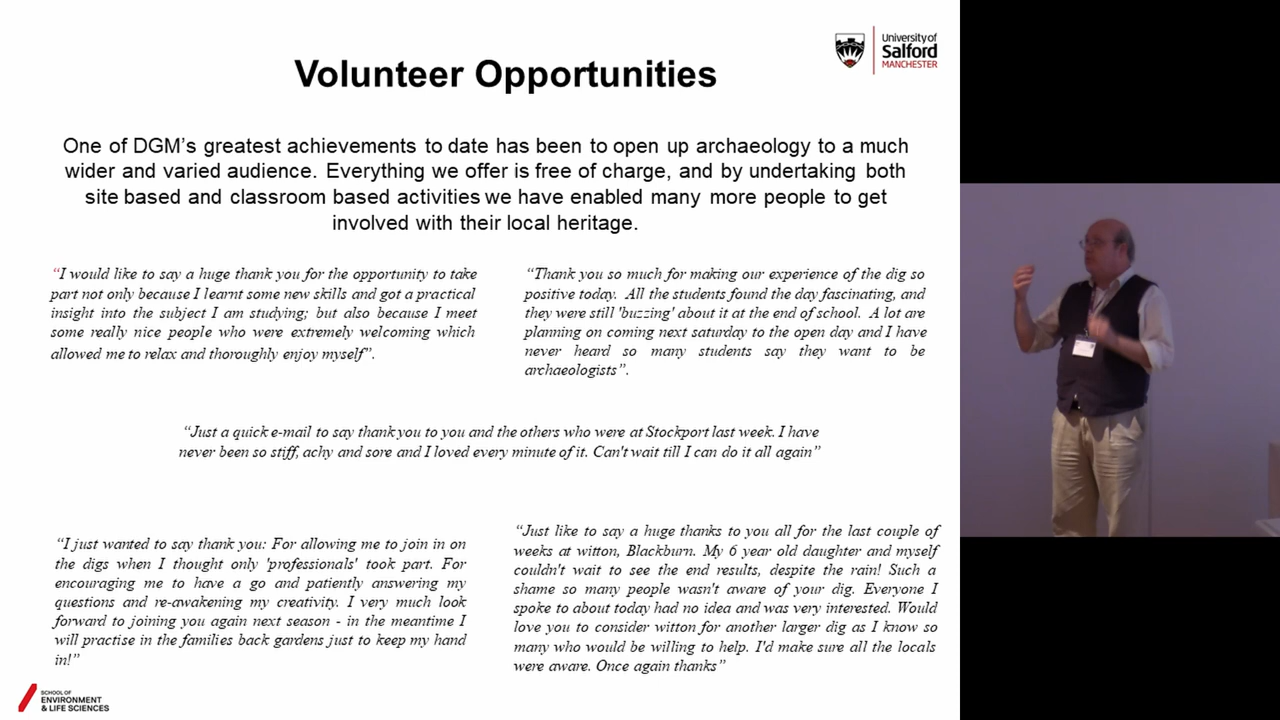 University of
Salford
MANCHESTER
Volunteer Opportunities
One of DGM's greatest achievements to date has been to open up archaeology to a much
wider and varied audience. Everything we offer is free of charge, and by undertaking both
site based and classroom based activities we have enabled many more people to get
involved with their local heritage.
“I would like to say a huge thank you for the opportunity to take
part not only because I learnt some new skills and got a practical
insight into the subject I am studying; but also because I meet
some really nice people who were extremely welcoming which
allowed me to relax and thoroughly enjoy myself”.
“Thank you so much for making our experience of the dig so
positive today. All the students found the day fascinating, and
they were still 'buzzing' about it at the end of school. A lot are
planning on coming next saturday to the open day and I have
never heard so many students say they want to be
archaeologists”.
“Just a quick e-mail to say thank you to you and the others who were at Stockport last week. I have
never been so stiff, achy and sore and I loved every minute of it. Can't wait till I can do it all again”
“I just wanted to say thank you: For allowing me to join in on
the digs when I thought only 'professionals' took part. For
encouraging me to have a go and patiently answering my
questions and re-awakening my creativity. I very much look
forward to joining you again next season - in the meantime I
will practise in the families back gardens just to keep my hand
in!”
“Just like to say a huge thanks to you all for the last couple of
weeks at witton, Blackburn. My 6 year old daughter and myself
couldn't wait to see the end results, despite the rain! Such a
shame so many people wasn't aware of your dig. Everyone I
spoke to about today had no idea and was very interested. Would
love you to consider witton for another larger dig as I know so
many who would be willing to help. I'd make sure all the locals
were aware. Once again thanks”
SCHOOL OF
ENVIRONMENT
& LIFE SCIENCES